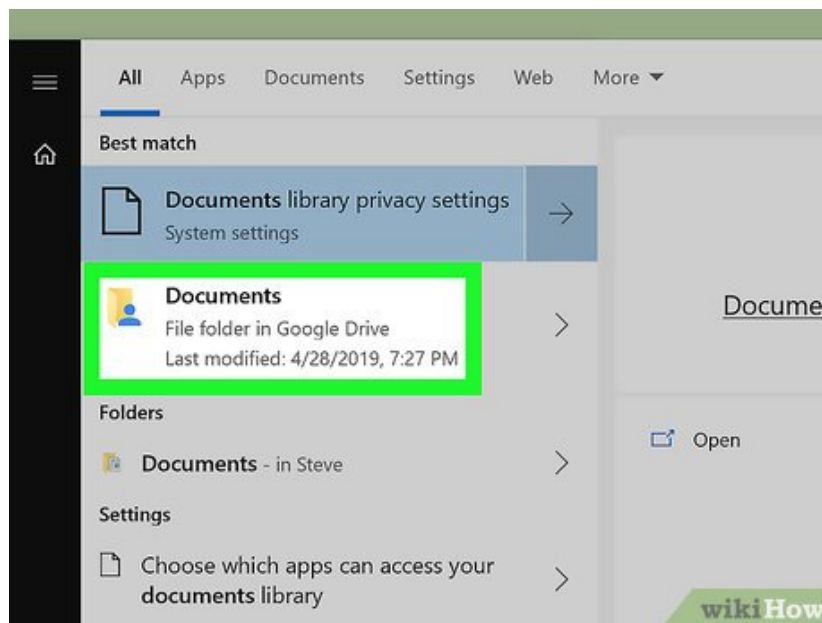 All Apps Documents Settings Web More
Best match
Documents library privacy settings
System settings
Documents
File folder in Google Drive
Last modified: 4/28/2019, 7:27 PM
Docume
Folders
Open
Documents - in Steve
Settings
Choose which apps can access your
documents library
wikiHow